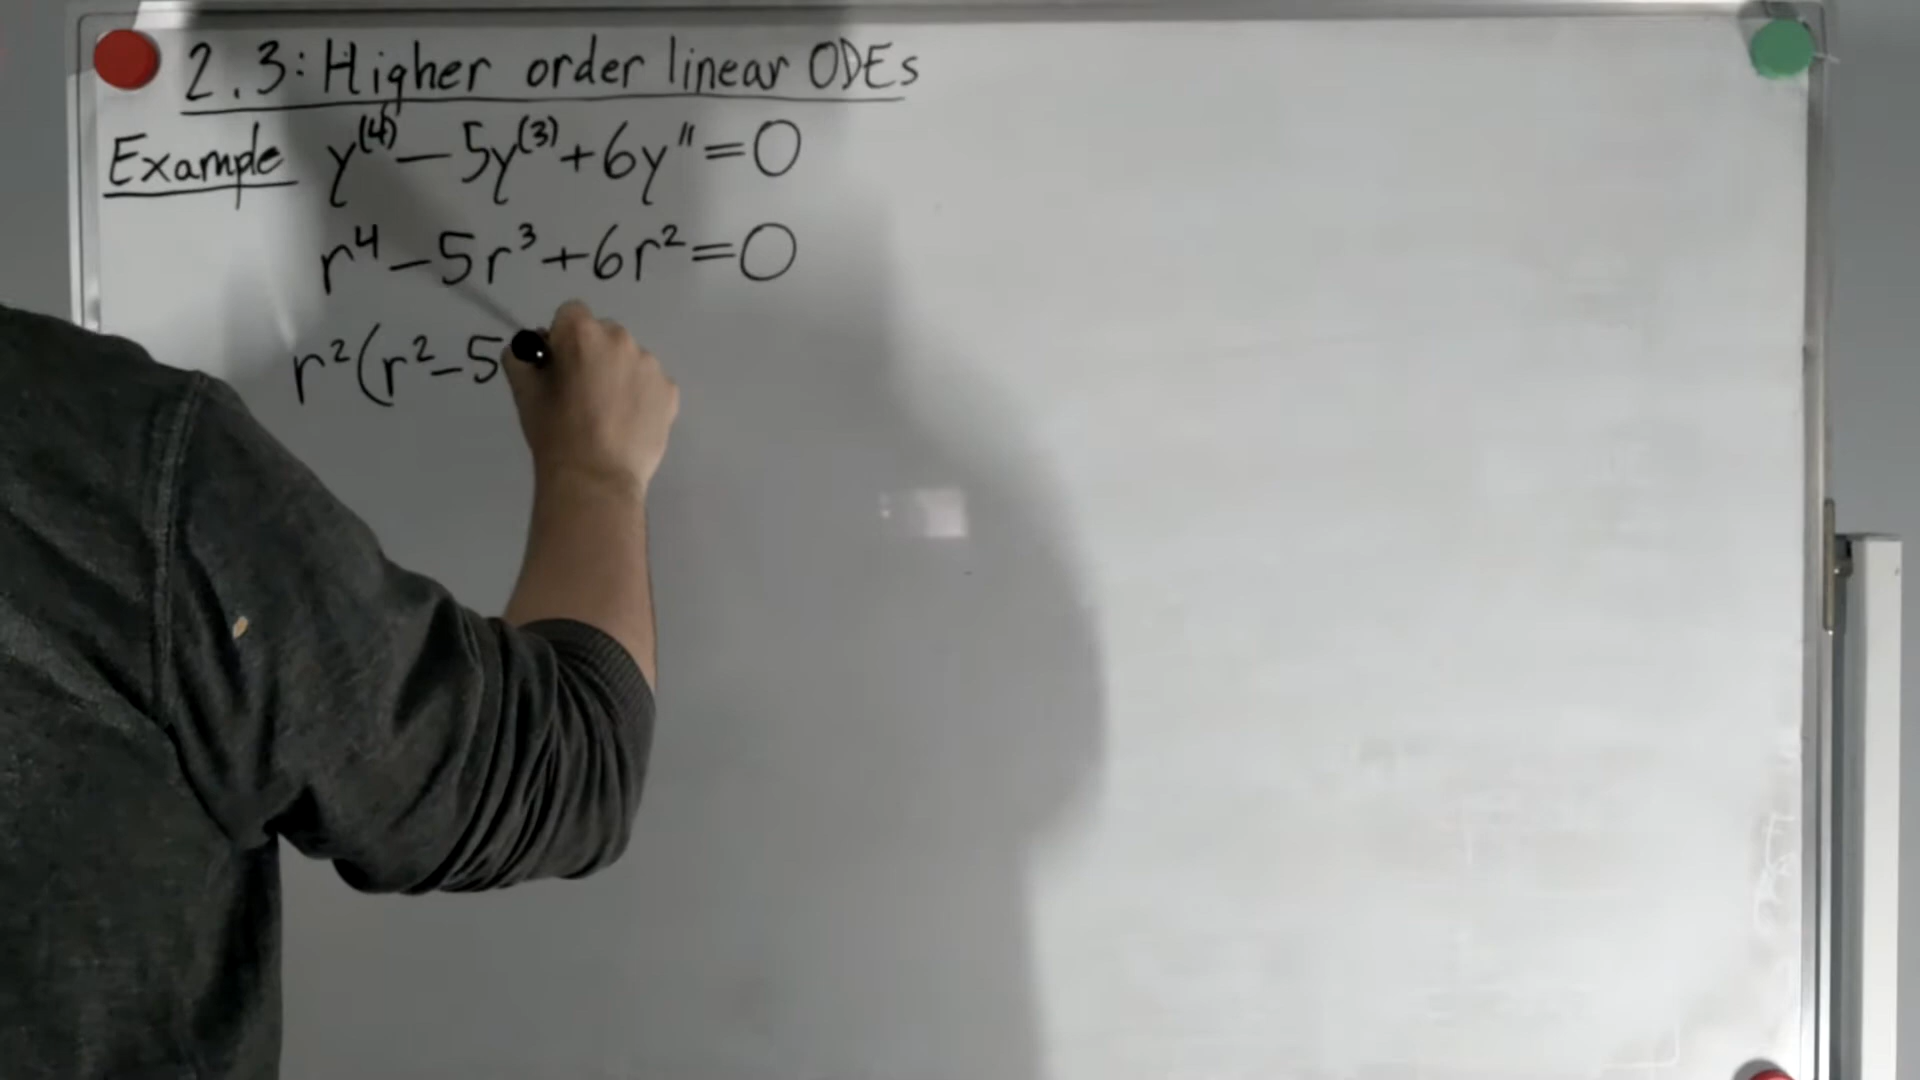 2.3: Higher order linear ODEs
Example y⁽⁴⁾ - 5y⁽³⁾ + 6y'' = 0
r⁴ - 5r³ + 6r² = 0
r²(r² - 5